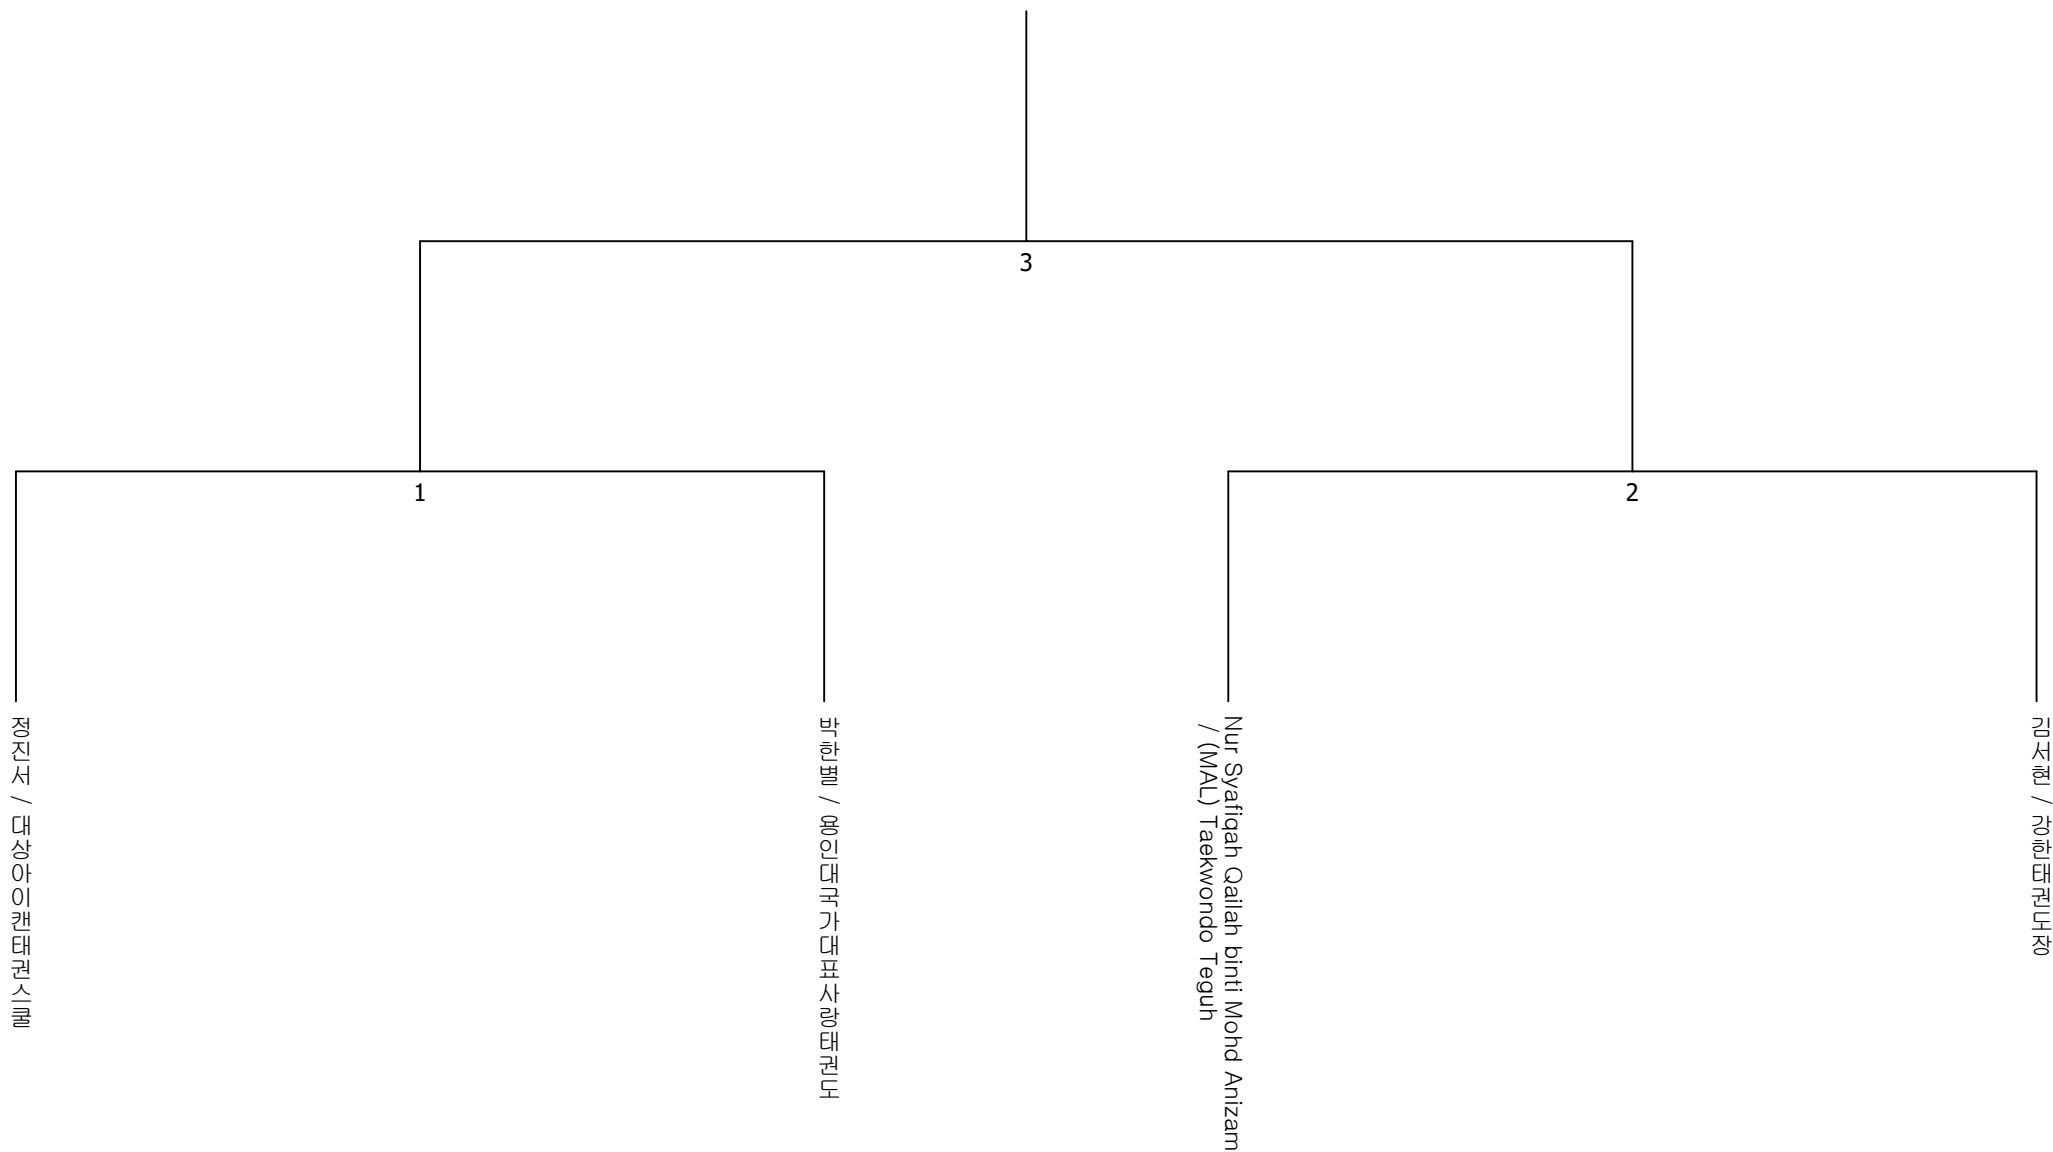 3
1
2
정진서 / 대상아이캔태권스쿨
박한별 / 용인대국가대표사랑태권도
Nur Syafiqah Qailah binti Mohd Anizam
/ (MAL) Taekwondo Teguh
김서현 / 강한태권도장